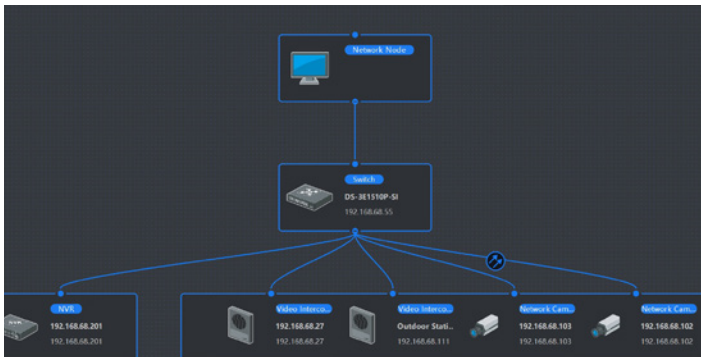 Network Node
Switch
DS-3E1510P-SI
192.168.68.55
NVR
192.168.68.201
192.168.68.201
Video Interco...
192.168.68.27
192.168.68.27
Video Interco...
Outdoor Stati...
192.168.68.111
Network Cam...
192.168.68.103
192.168.68.103
Network Cam...
192.168.68.102
192.168.68.102